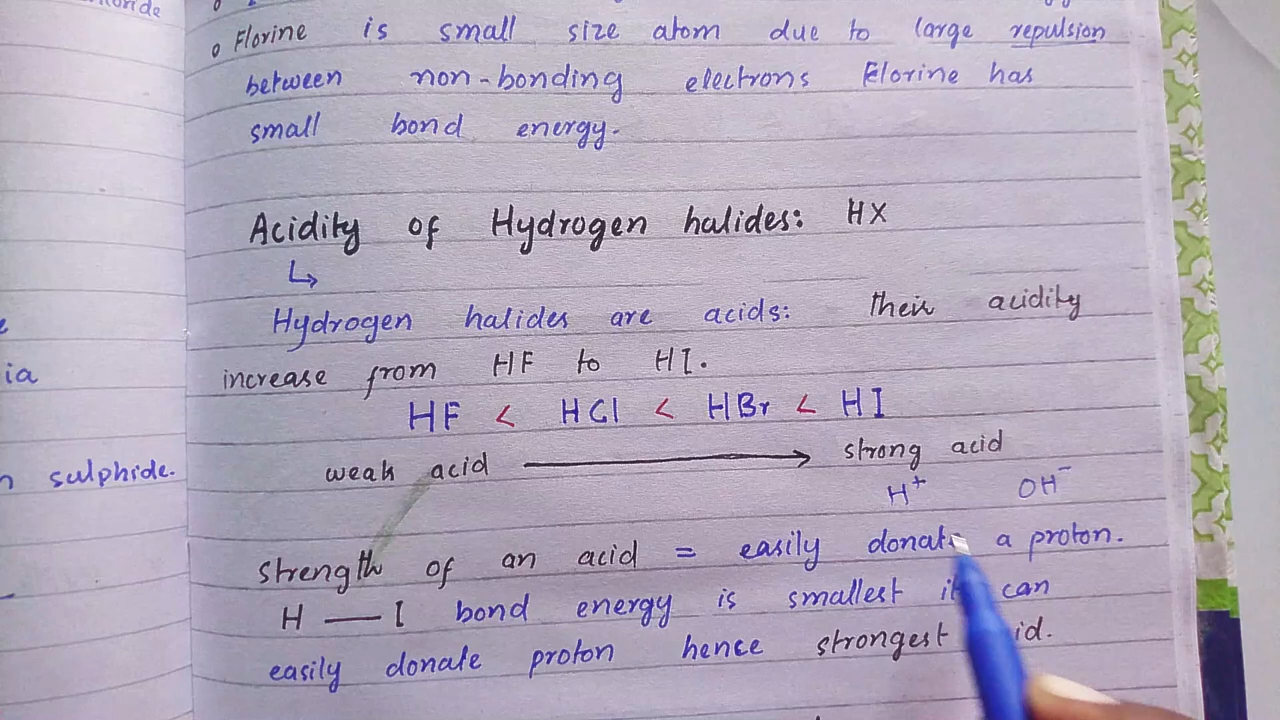 Florine is small size atom due to large repulsion
between non-bonding electrons Florine has
small bond energy.
Acidity of Hydrogen halides: HX
Hydrogen halides are acids: their acidity
increase from HF to HI.
HF < HCl < HBr < HI
weak acid ⟶ strong acid
H⁺ OH⁻
strength of an acid = easily donate a proton.
H — I bond energy is smallest it can
easily donate proton hence strongest
ia
sulphide.